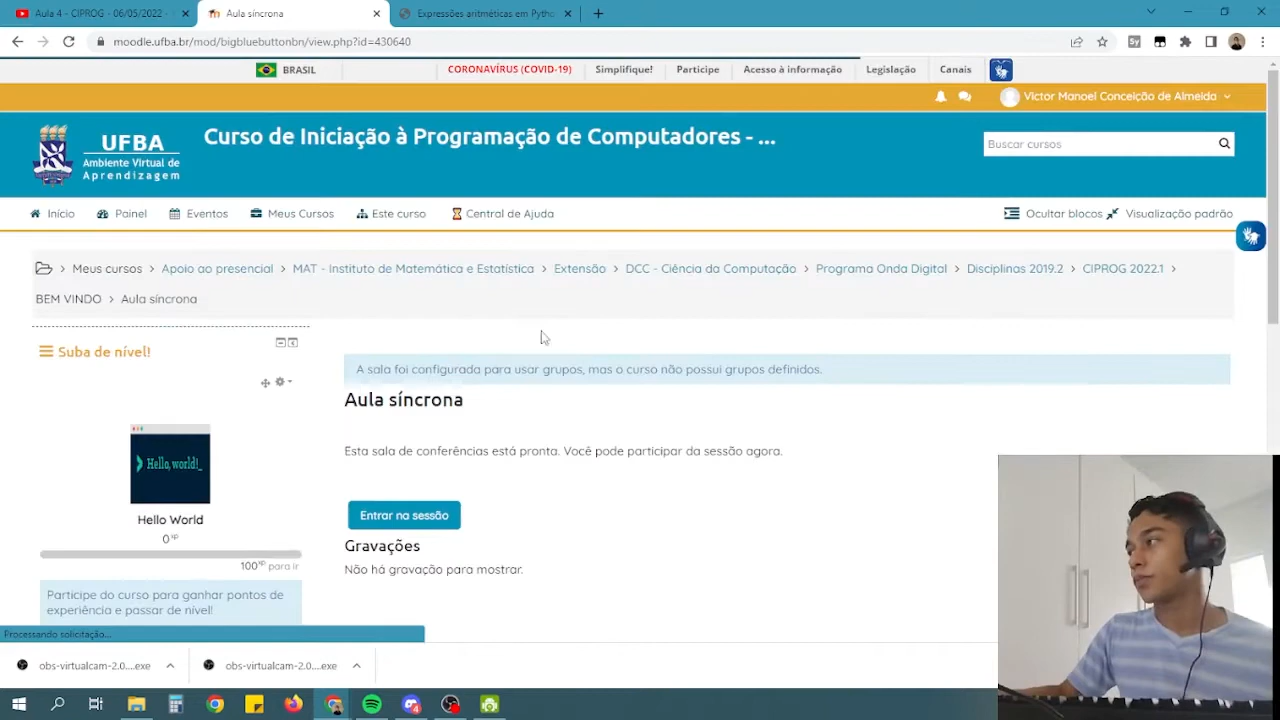 Aula 4 - CIPROG - 06/05/2022 -
Aula síncrona
Expressões aritméticas em Pytho
moodle.ufba.br/mod/bigbluebuttonbn/view.php?id=430640
BRASIL
CORONAVÍRUS (COVID-19)
Simplifique!
Participe
Acesso à informação
Legislação
Canais
Victor Manoel Conceição de Almeida
UFBA
Ambiente Virtual de
Aprendizagem
Curso de Iniciação à Programação de Computadores - ...
Buscar cursos
Início
Painel
Eventos
Meus Cursos
Este curso
Central de Ajuda
Ocultar blocos
Visualização padrão
Meus cursos > Apoio ao presencial > MAT - Instituto de Matemática e Estatística > Extensão > DCC - Ciência da Computação > Programa Onda Digital > Disciplinas 2019.2 > CIPROG 2022.1 >
BEM VINDO > Aula síncrona
Suba de nível!
Hello, world!_
Hello World
0xp
100xp para ir
Participe do curso para ganhar pontos de
experiência e passar de nível!
A sala foi configurada para usar grupos, mas o curso não possui grupos definidos.
Aula síncrona
Esta sala de conferências está pronta. Você pode participar da sessão agora.
Entrar na sessão
Gravações
Não há gravação para mostrar.
Processando solicitação...
obs-virtualcam-2.0....exe
obs-virtualcam-2.0....exe